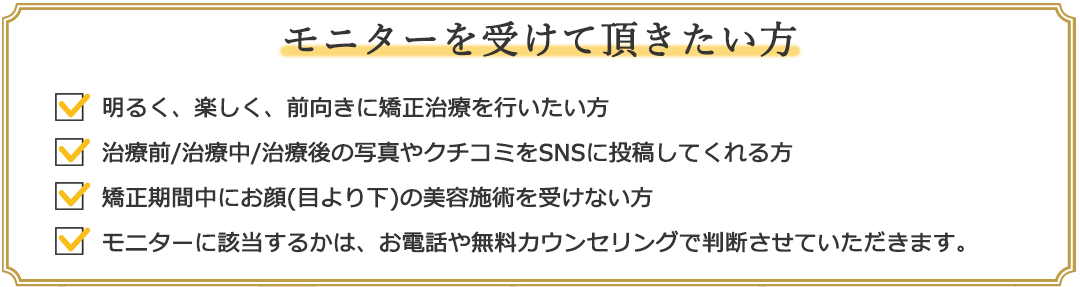 モニターを受けて頂きたい方
明るく、楽しく、前向きに矯正治療を行いたい方
治療前/治療中/治療後の写真やクチコミをSNSに投稿してくれる方
矯正期間中にお顔(目より下)の美容施術を受けない方
モニターに該当するかは、お電話や無料カウンセリングで判断させていただきます。